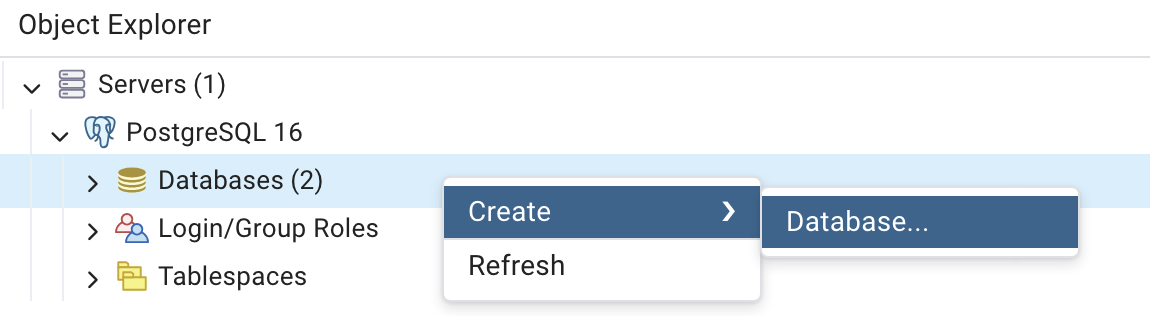 Object Explorer
Servers (1)
PostgreSQL 16
Databases (2)
Login/Group Roles
Tablespaces
Create
Refresh
Database...